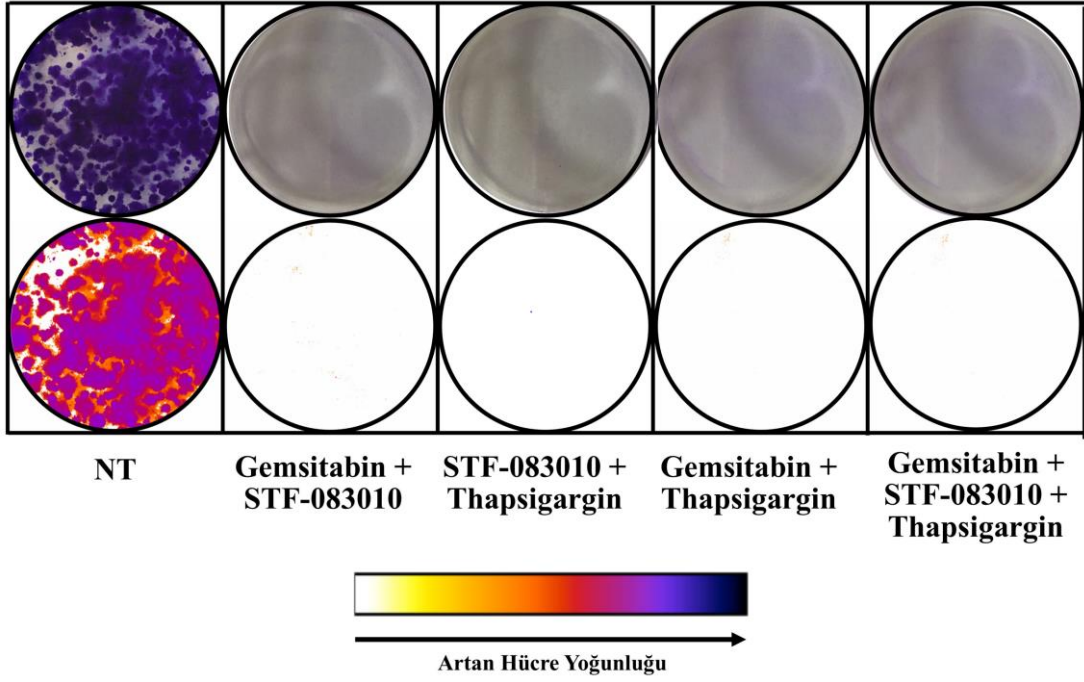 NT
Gemsitabin +
STF-083010
STF-083010 +
Thapsigargin
Gemsitabin +
Thapsigargin
Gemsitabin +
STF-083010 +
Thapsigargin
Artan Hücre Yoğunluğu